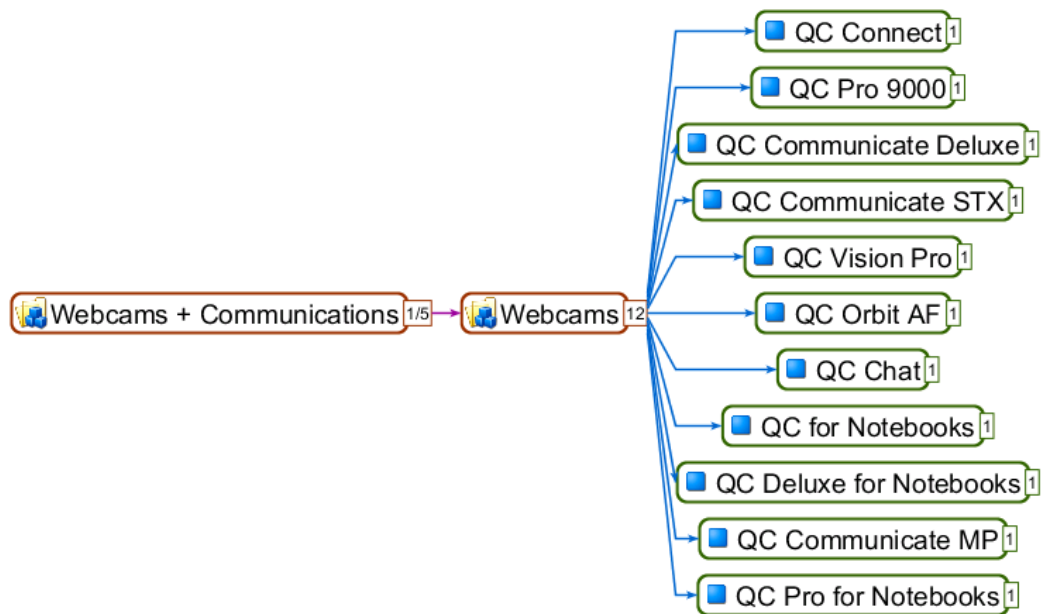 QC Connect 1
QC Pro 9000 1
QC Communicate Deluxe 1
QC Communicate STX 1
QC Vision Pro 1
Webcams + Communications 1/5
Webcams 12
QC Orbit AF 1
QC Chat 1
QC for Notebooks 1
QC Deluxe for Notebooks 1
QC Communicate MP 1
QC Pro for Notebooks 1